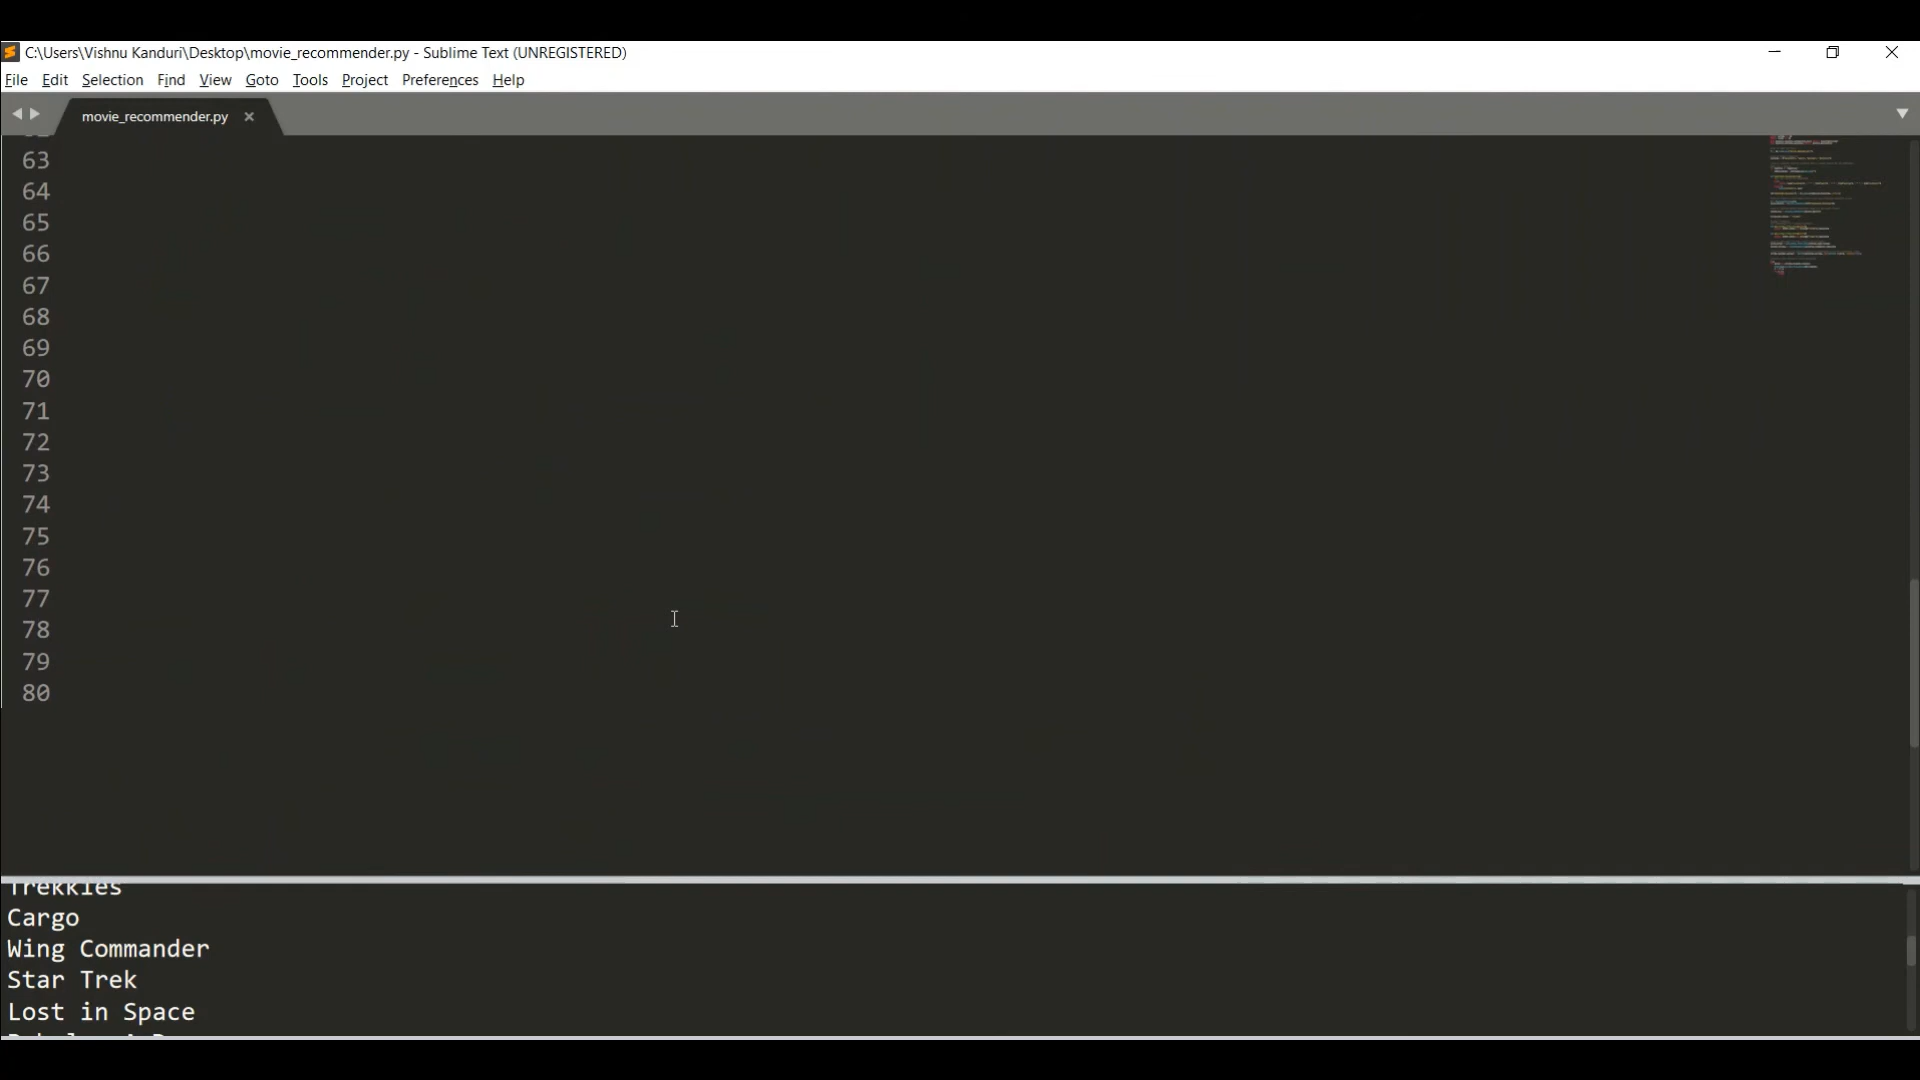 C:\Users\Vishnu Kanduri\Desktop\movie_recommender.py - Sublime Text (UNREGISTERED)
File Edit Selection Find View Goto Tools Project Preferences Help
movie_recommender.py
63
64
65
66
67
68
69
70
71
72
73
74
75
76
77
78
79
80
Trekkies
Cargo
Wing Commander
Star Trek
Lost in Space